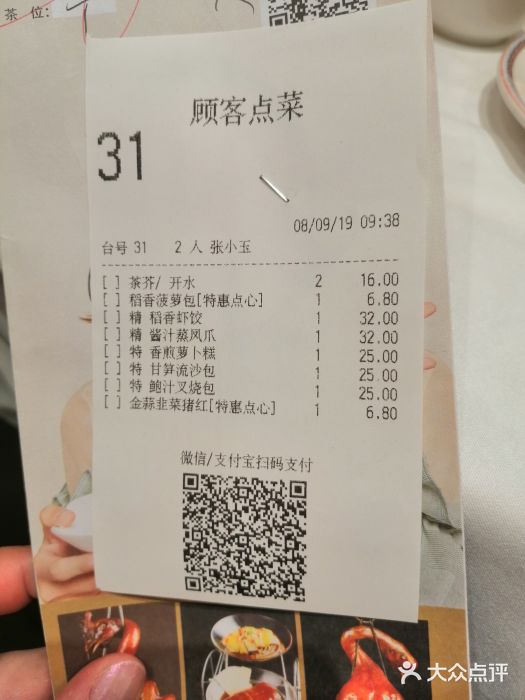 茶 位:
顾客点菜
31
08/09/19 09:38
台号 31 2 人 张小玉
[ ] 茶芥/ 开水 2 16.00
[ ] 稻香菠萝包[特惠点心] 1 6.80
[ ] 精 稻香虾饺 1 32.00
[ ] 精 酱汁蒸凤爪 1 32.00
[ ] 特 香煎萝卜糕 1 25.00
[ ] 特 甘笋流沙包 1 25.00
[ ] 特 鲍汁叉烧包 1 25.00
[ ] 金蒜韭菜猪红[特惠点心] 1 6.80
微信/支付宝扫码支付
大众点评